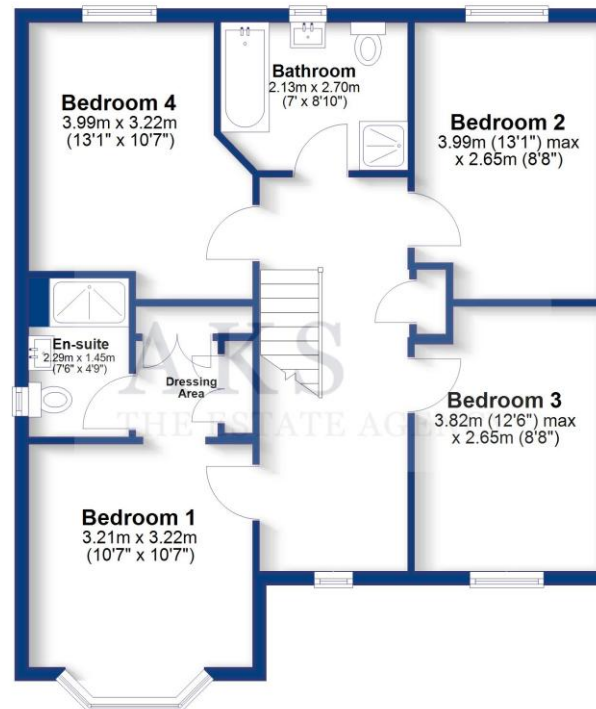 Bedroom 4
3.99m x 3.22m
(13'1" x 10'7")
Bathroom
2.13m x 2.70m
(7' x 8'10")
Bedroom 2
3.99m (13'1") max
x 2.65m (8'8")
En-suite
2.29m x 1.45m
(7'6" x 4'9")
Dressing
Area
AKS
THE ESTATE AGEN
Bedroom 3
3.82m (12'6") max
x 2.65m (8'8")
Bedroom 1
3.21m x 3.22m
(10'7" x 10'7")